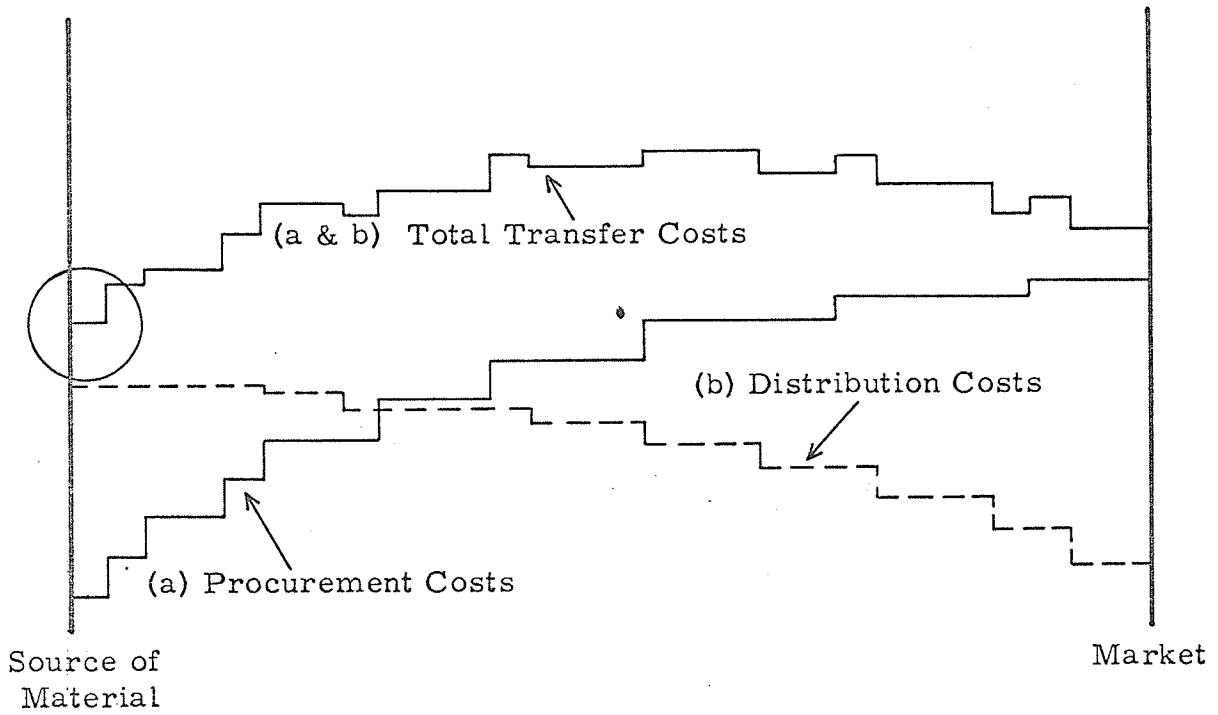 (a & b) Total Transfer Costs
(b) Distribution Costs
(a) Procurement Costs
Source of
Material
Market